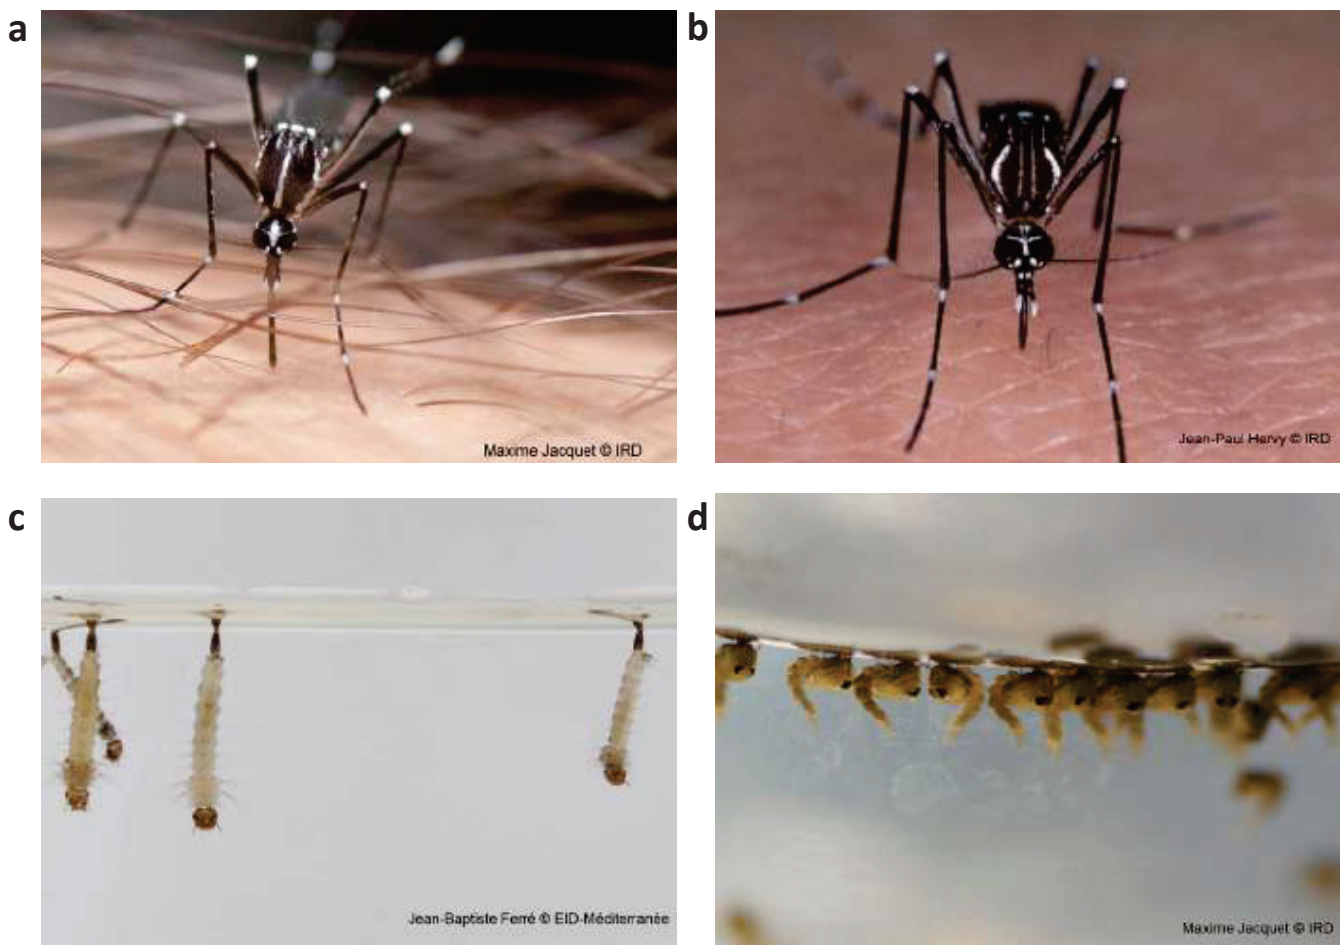 a
b
Maxime Jacquet © IRD
Jean-Paul Hervy © IRD
c
d
Jean-Baptiste Ferré © EID-Méditerranée
Maxime Jacquet © IRD